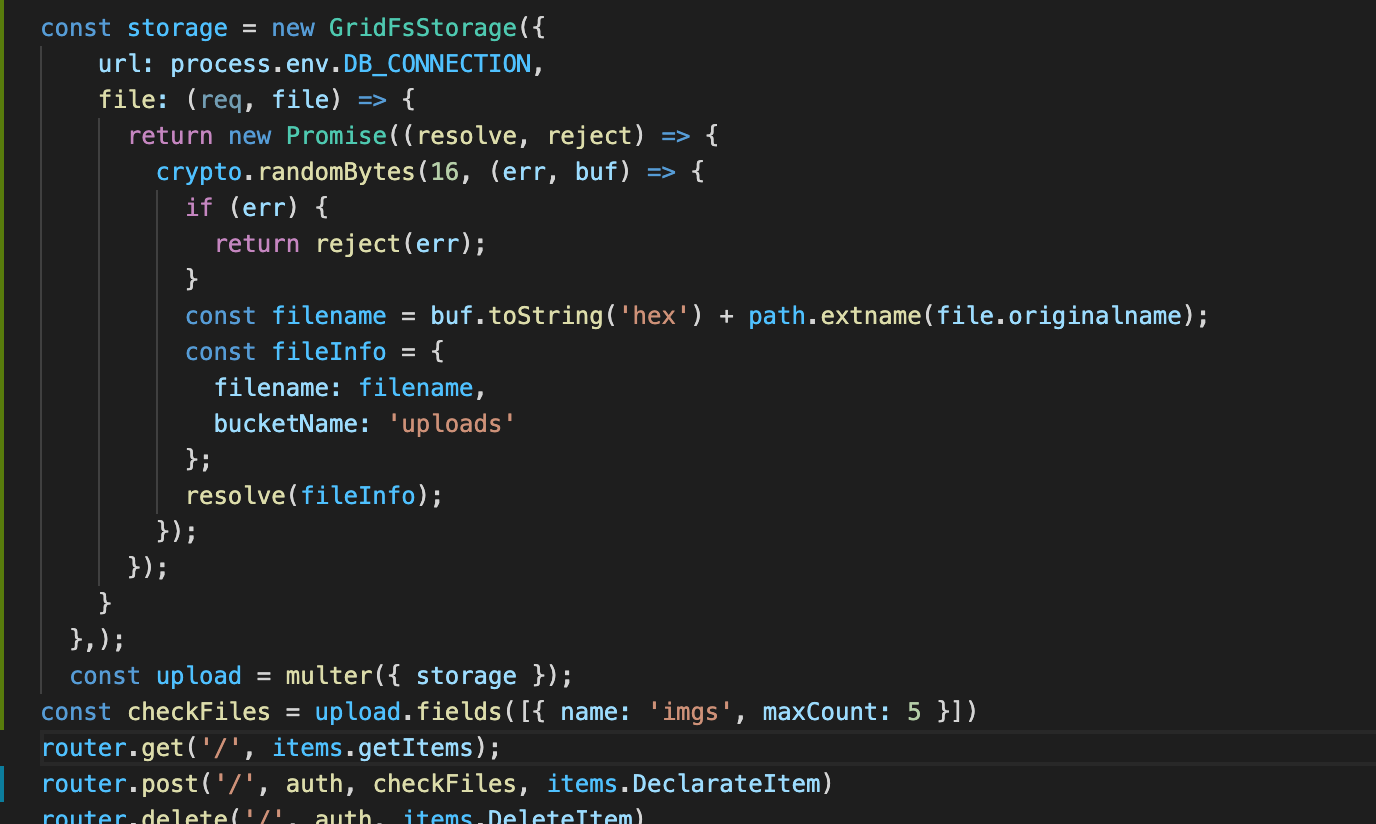 const storage = new GridFsStorage({
    url: process.env.DB_CONNECTION,
    file: (req, file) => {
      return new Promise((resolve, reject) => {
        crypto.randomBytes(16, (err, buf) => {
          if (err) {
            return reject(err);
          }
          const filename = buf.toString('hex') + path.extname(file.originalname);
          const fileInfo = {
            filename: filename,
            bucketName: 'uploads'
          };
          resolve(fileInfo);
        });
      });
    }
  },);
  const upload = multer({ storage });
const checkFiles = upload.fields([{ name: 'imgs', maxCount: 5 }])
router.get('/', items.getItems);
router.post('/', auth, checkFiles, items.DeclarateItem)
router.delete('/', auth, items.DeleteItem)